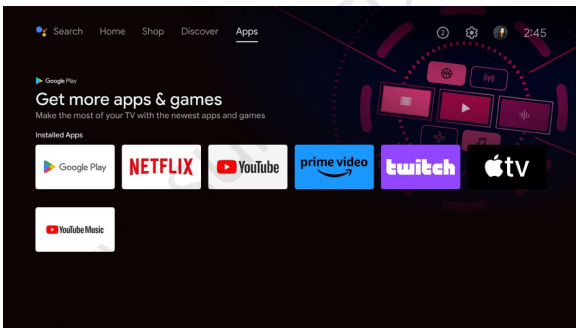 Search Home Shop Discover Apps 2 2:45
Google Play
Get more apps & games
Make the most of your TV with the newest apps and games
Installed Apps
Google Play NETFLIX YouTube prime video twitch tv
YouTube Music